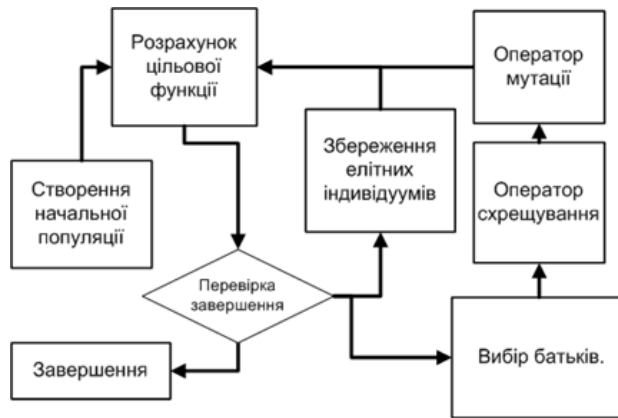 Розрахунок
цільової
функції
Оператор
мутації
Збереження
елітних
індивідуумів
Створення
начальної
популяції
Оператор
схрещування
Перевірка
завершення
Завершення
Вибір батьків.